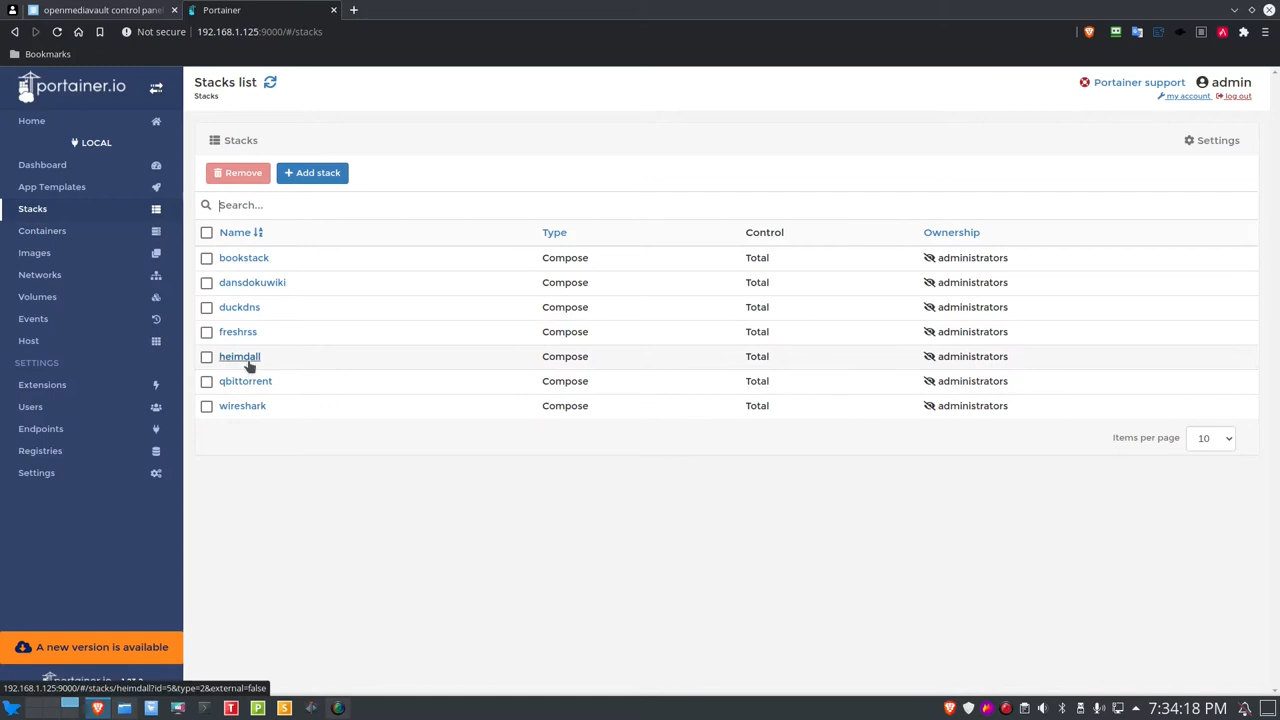 openmediavault control pane
Portainer
Not secure
192.168.1.125:9000/#/stacks
Bookmarks
portainer.io
Home
LOCAL
Dashboard
App Templates
Stacks
Containers
Images
Networks
Volumes
Events
Host
SETTINGS
Extensions
Users
Endpoints
Registries
Settings
A new version is available
Stacks list
Stacks
Portainer support
admin
my account
log out
Stacks
Settings
Remove
Add stack
Search...
Name Type Control Ownership
bookstack Compose Total administrators
dansdokuwiki Compose Total administrators
duckdns Compose Total administrators
freshrss Compose Total administrators
heimdall Compose Total administrators
qbittorrent Compose Total administrators
wireshark Compose Total administrators
Items per page 10
192.168.1.125:9000/#/stacks/heimdall?id=5&type=2&external=false
T
P
S
7:34:18 PM